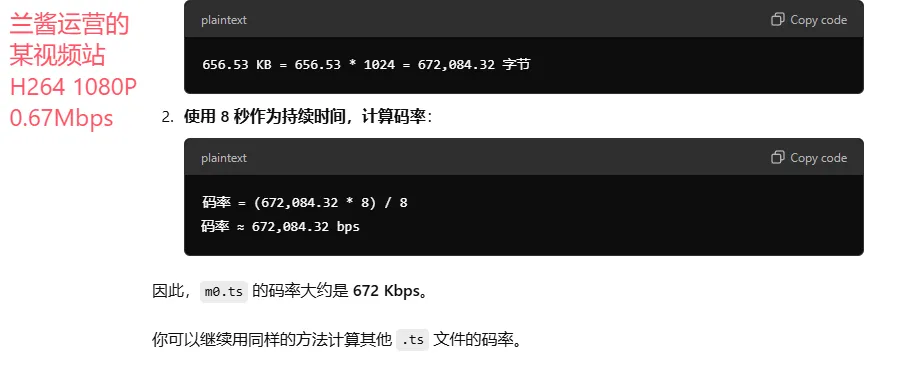 兰酱运营的
某视频站
H264 1080P
0.67Mbps
plaintext Copy code
656.53 KB = 656.53 * 1024 = 672,084.32 字节
2. 使用 8 秒作为持续时间，计算码率：
plaintext Copy code
码率 = (672,084.32 * 8) / 8
码率 ≈ 672,084.32 bps
因此，m0.ts 的码率大约是 672 Kbps。
你可以继续用同样的方法计算其他 .ts 文件的码率。